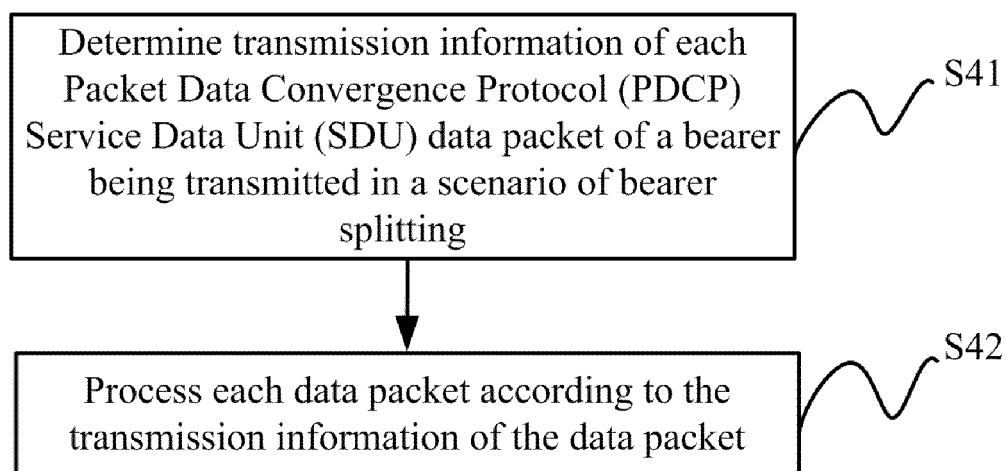 Determine transmission information of each
Packet Data Convergence Protocol (PDCP)
Service Data Unit (SDU) data packet of a bearer
being transmitted in a scenario of bearer
splitting
S41
Process each data packet according to the
transmission information of the data packet
S42